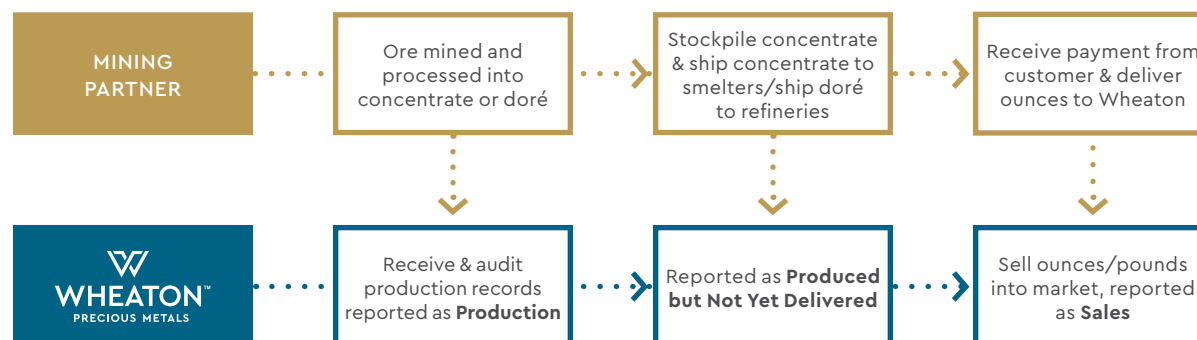 MINING
PARTNER
Ore mined and
processed into
concentrate or doré
Stockpile concentrate
& ship concentrate to
smelters/ship doré
to refineries
Receive payment from
customer & deliver
ounces to Wheaton
WHEATON™
PRECIOUS METALS
Receive & audit
production records
reported as Production
Reported as Produced
but Not Yet Delivered
Sell ounces/pounds
into market, reported
as Sales